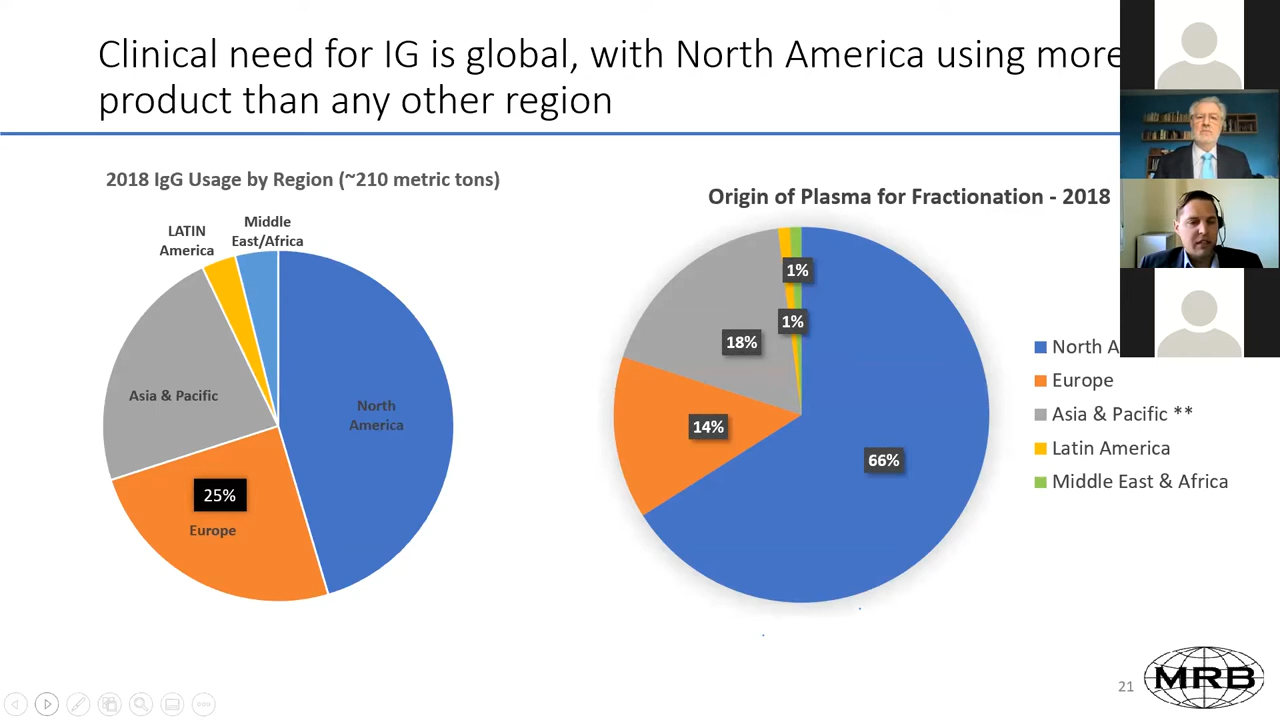 Clinical need for IG is global, with North America using more
product than any other region
2018 IgG Usage by Region (~210 metric tons)
LATIN
America
Middle
East/Africa
Asia & Pacific
North
America
25%
Europe
Origin of Plasma for Fractionation - 2018
1%
1%
18%
14%
66%
North A
Europe
Asia & Pacific **
Latin America
Middle East & Africa
21
MRB